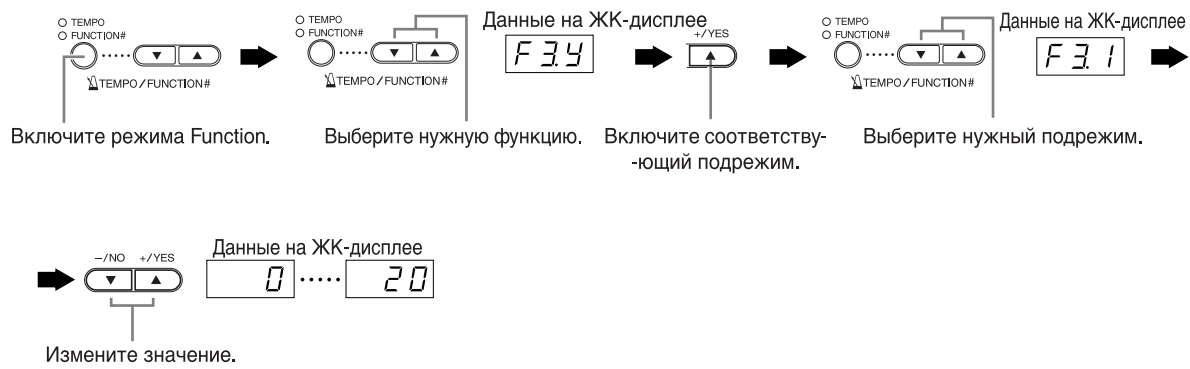 TEMPO
FUNCTION#
TEMPO/FUNCTION#
Включите режима Function.
TEMPO
FUNCTION#
TEMPO/FUNCTION#
Выберите нужную функцию.
Данные на ЖК-дисплее
F 3.Y
+/YES
Включите соответству-
-ющий подрежим.
TEMPO
FUNCTION#
TEMPO/FUNCTION#
Выберите нужный подрежим.
Данные на ЖК-дисплее
F 3.1
–/NO +/YES
Измените значение.
Данные на ЖК-дисплее
0 ..... 20